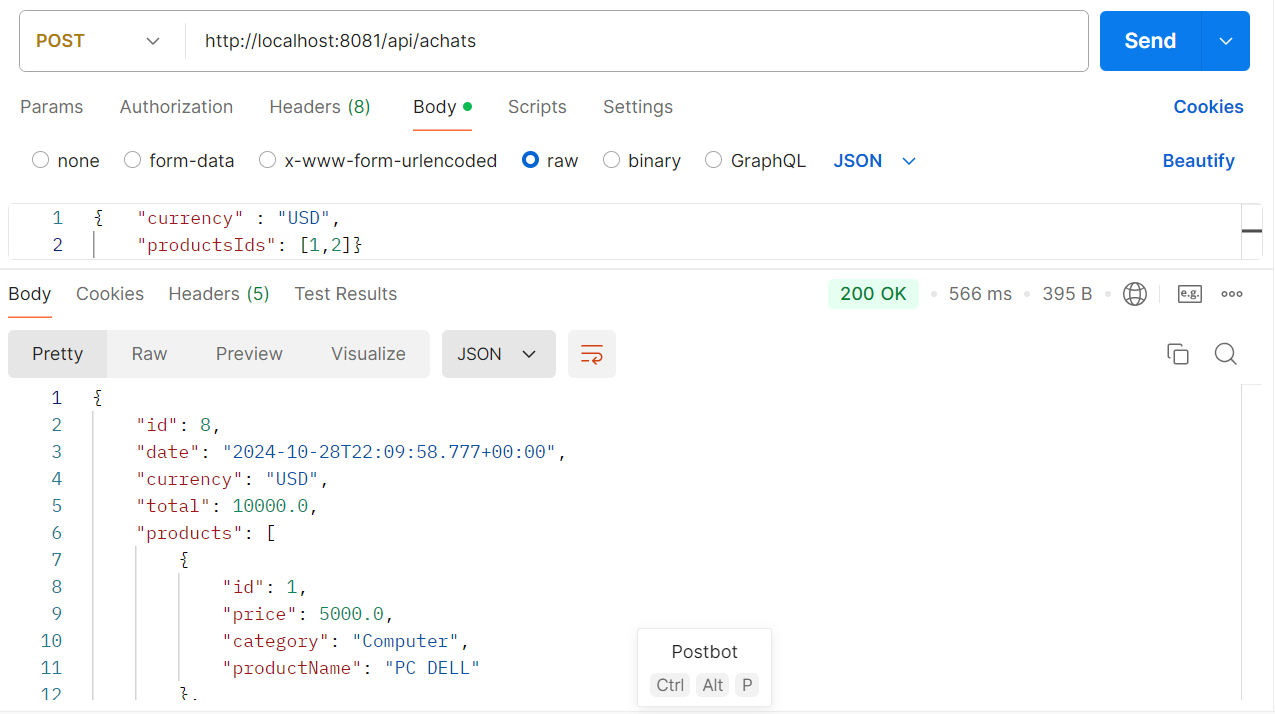 POST http://localhost:8081/api/achats Send
Params Authorization Headers (8) Body Scripts Settings Cookies
none form-data x-www-form-urlencoded raw binary GraphQL JSON Beautify
1 { "currency" : "USD",
2 "productsIds": [1,2]}
Body Cookies Headers (5) Test Results 200 OK 566 ms 395 B e.g.
Pretty Raw Preview Visualize JSON
1 {
2 "id": 8,
3 "date": "2024-10-28T22:09:58.777+00:00",
4 "currency": "USD",
5 "total": 10000.0,
6 "products": [
7 {
8 "id": 1,
9 "price": 5000.0,
10 "category": "Computer",
11 "productName": "PC DELL"
12 },
Postbot
Ctrl Alt P